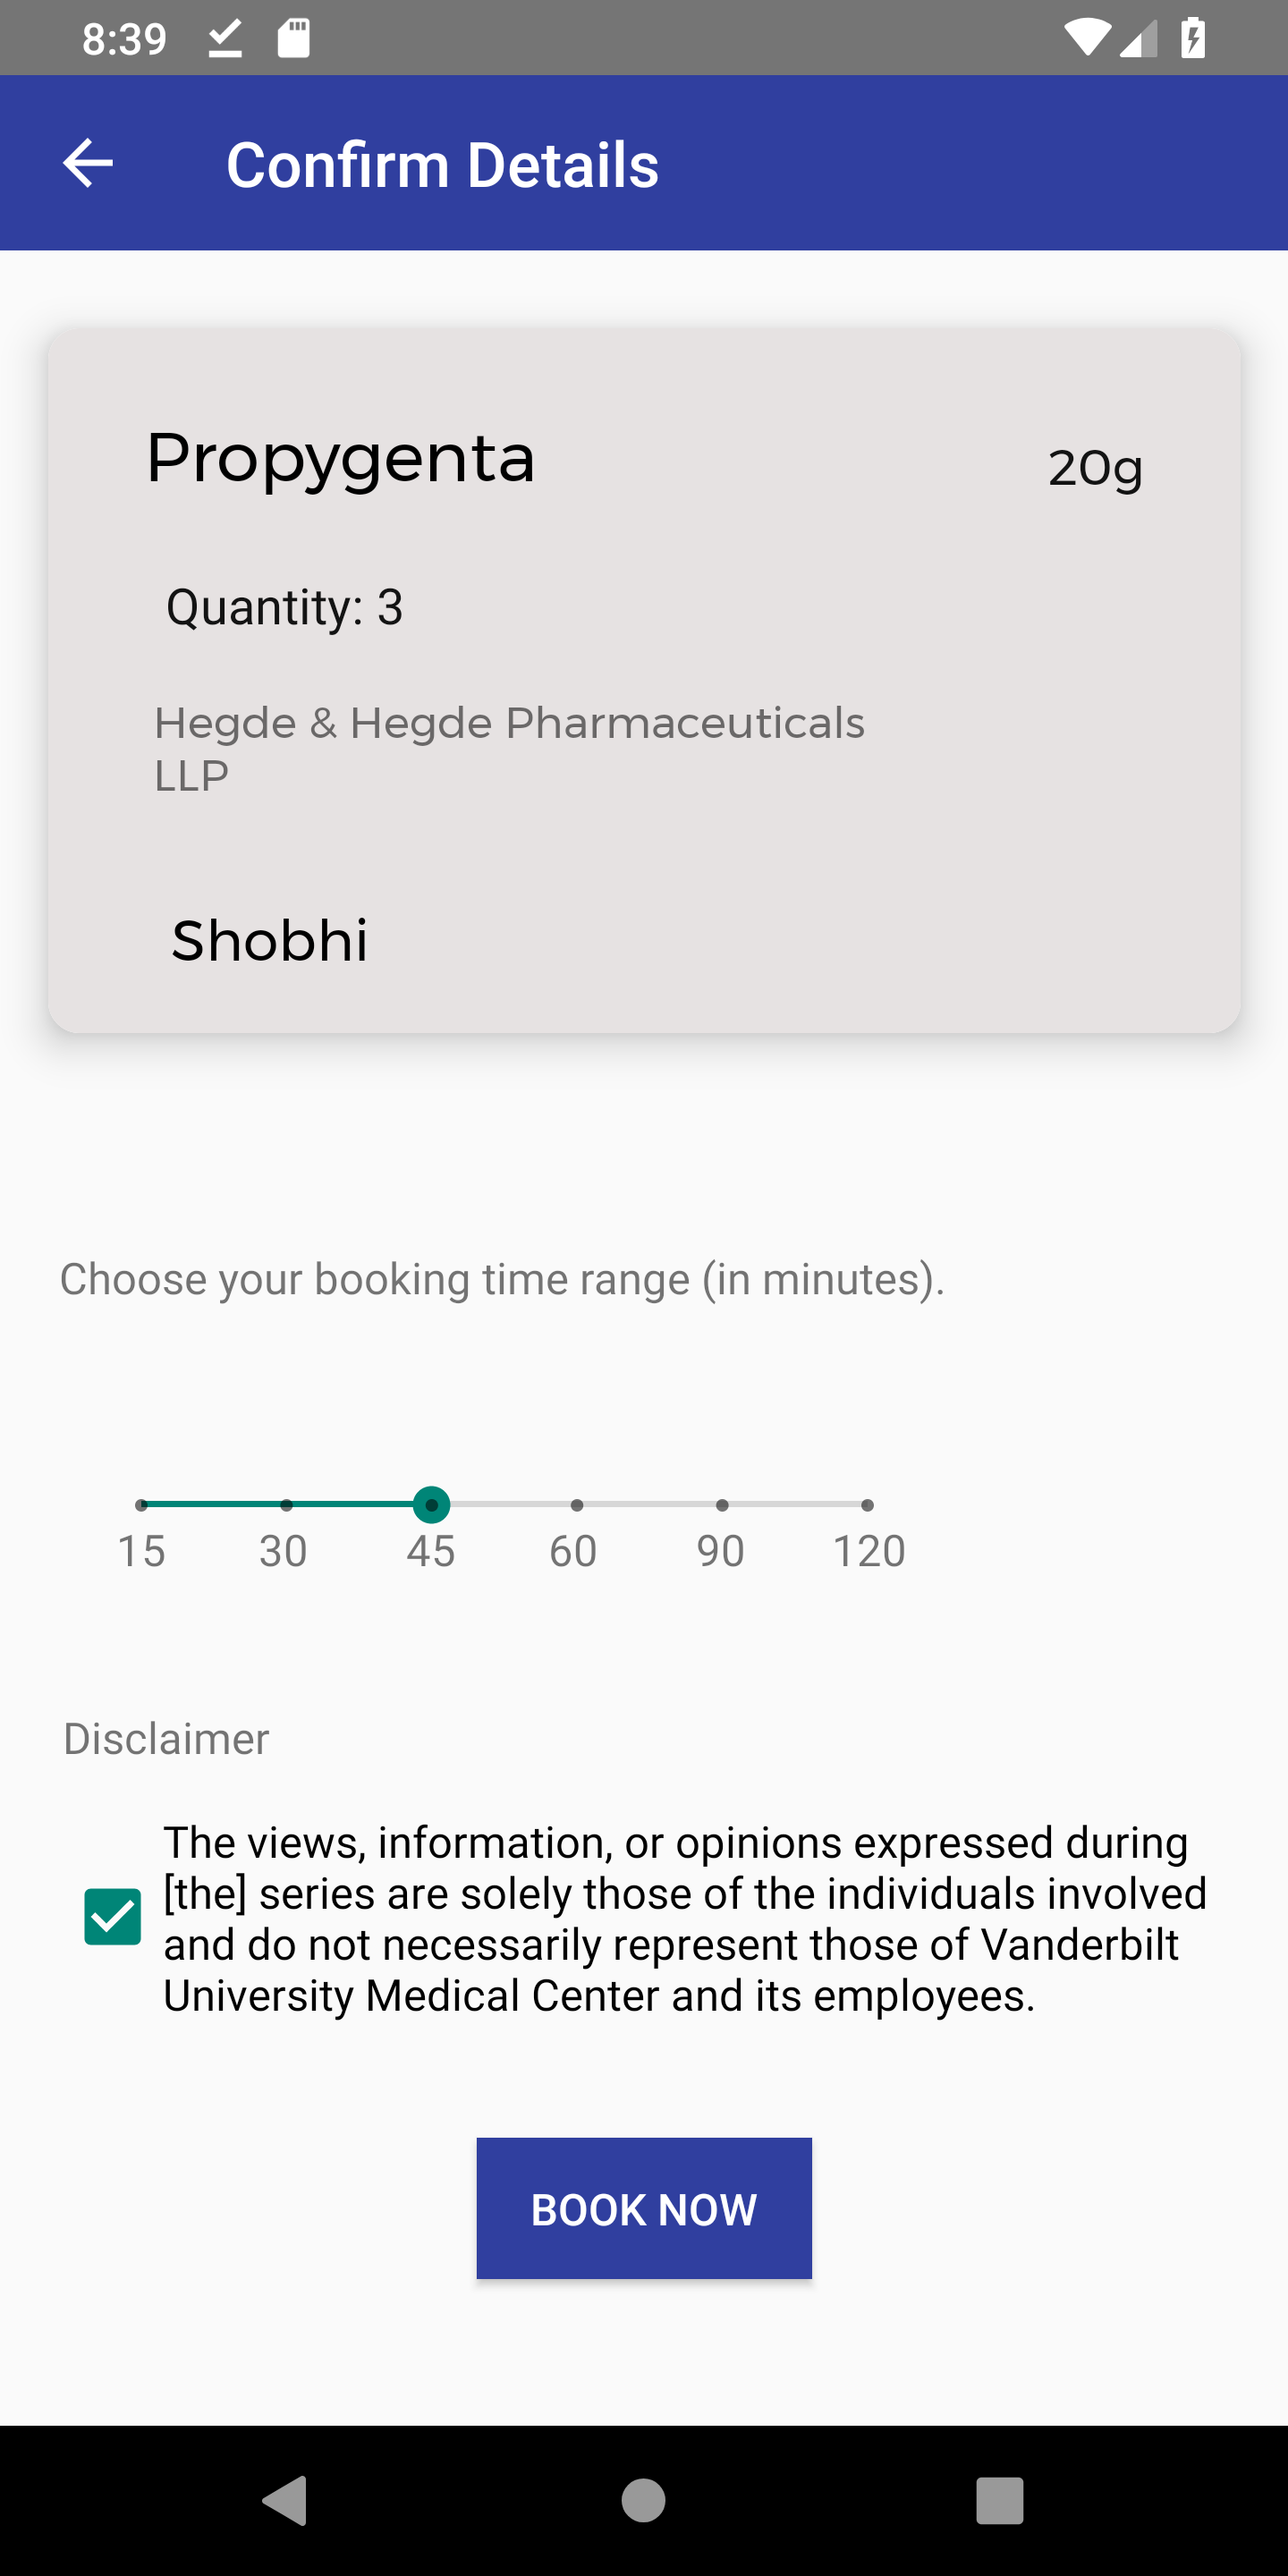 8:39
Confirm Details
Propygenta
20g
Quantity: 3
Hegde & Hegde Pharmaceuticals
LLP
Shobhi
Choose your booking time range (in minutes).
15 30 45 60 90 120
Disclaimer
The views, information, or opinions expressed during
[the] series are solely those of the individuals involved
and do not necessarily represent those of Vanderbilt
University Medical Center and its employees.
BOOK NOW